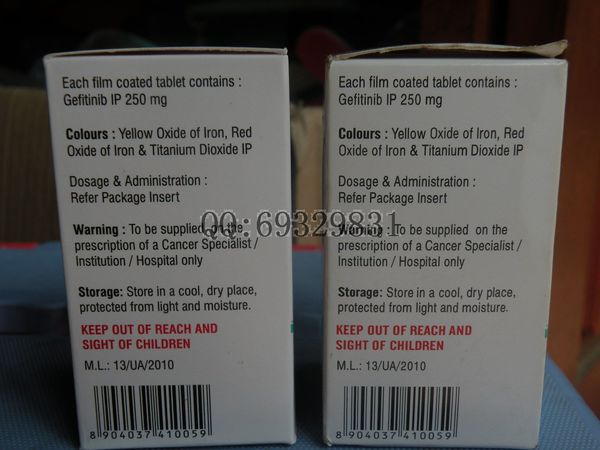 Each film coated tablet contains :
Gefitinib IP 250 mg
Colours : Yellow Oxide of Iron, Red
Oxide of Iron & Titanium Dioxide IP
Dosage & Administration :
Refer Package Insert
Warning : To be supplied on the
prescription of a Cancer Specialist /
Institution / Hospital only
Storage: Store in a cool, dry place,
protected from light and moisture.
KEEP OUT OF REACH AND
SIGHT OF CHILDREN
M.L.: 13/UA/2010
8 904037 410059
Each film coated tablet contains :
Gefitinib IP 250 mg
Colours : Yellow Oxide of Iron, Red
Oxide of Iron & Titanium Dioxide IP
Dosage & Administration :
Refer Package Insert
Warning : To be supplied on the
prescription of a Cancer Specialist /
Institution / Hospital only
Storage: Store in a cool, dry place,
protected from light and moisture.
KEEP OUT OF REACH AND
SIGHT OF CHILDREN
M.L.: 13/UA/2010
8 904037 410059
QQ:69329831